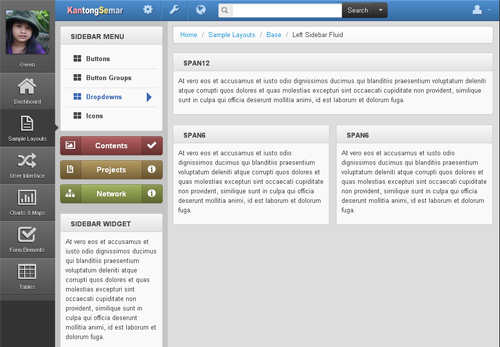 KantongSemar
Search
Gwen
Dashboard
Sample Layouts
User Interface
Charts & Maps
Form Elements
Tables
SIDEBAR MENU
Buttons
Button Groups
Dropdowns
Icons
Contents
Projects
Network
SIDEBAR WIDGET
At vero eos et accusamus et
iusto odio dignissimos
ducimus qui blanditiis
praesentium voluptatum
deleniti atque corrupti quos
dolores et quas molestias
excepturi sint occaecati
cupiditate non provident,
similique sunt in culpa qui
officia deserunt mollitia
animi, id est laborum et
dolorum fuga.
Home / Sample Layouts / Base / Left Sidebar Fluid
SPAN12
At vero eos et accusamus et iusto odio dignissimos ducimus qui blanditiis praesentium voluptatum deleniti
atque corrupti quos dolores et quas molestias excepturi sint occaecati cupiditate non provident, similique
sunt in culpa qui officia deserunt mollitia animi, id est laborum et dolorum fuga.
SPAN6
At vero eos et accusamus et iusto odio
dignissimos ducimus qui blanditiis praesentium
voluptatum deleniti atque corrupti quos dolores et
quas molestias excepturi sint occaecati cupiditate
non provident, similique sunt in culpa qui officia
deserunt mollitia animi, id est laborum et dolorum
fuga.
SPAN6
At vero eos et accusamus et iusto odio
dignissimos ducimus qui blanditiis praesentium
voluptatum deleniti atque corrupti quos dolores et
quas molestias excepturi sint occaecati cupiditate
non provident, similique sunt in culpa qui officia
deserunt mollitia animi, id est laborum et dolorum
fuga.